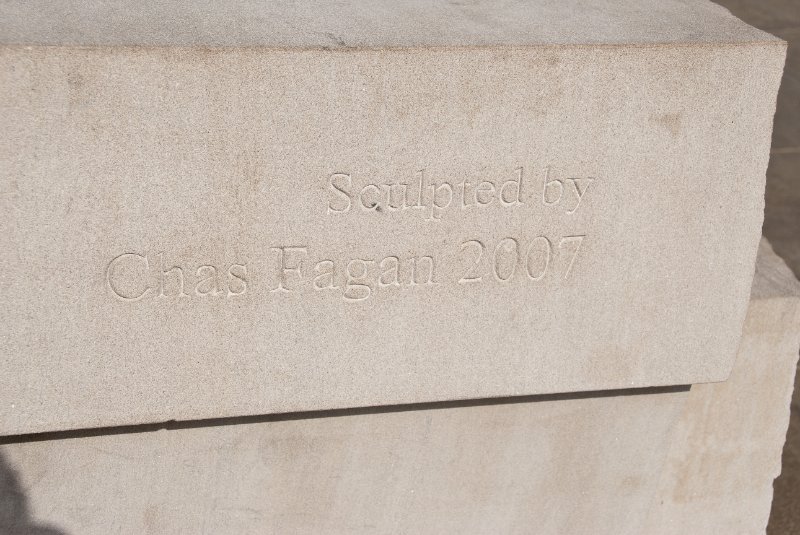 Sculpted by
Chas Fagan 2007